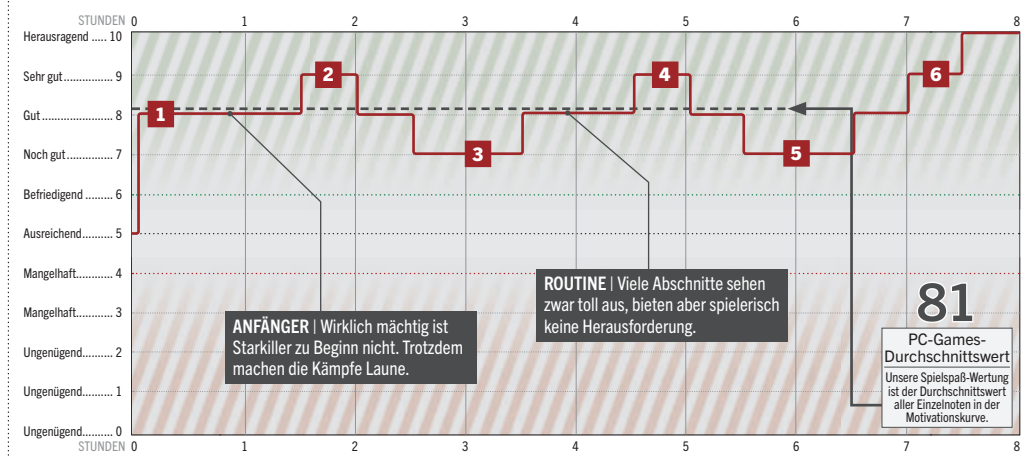 STUNDEN 0 1 2 3 4 5 6 7 8
Herausragend ..... 10
Sehr gut ............... 9
Gut ........................ 8
Noch gut .............. 7
Befriedigend ......... 6
Ausreichend.......... 5
Mangelhaft............ 4
Mangelhaft............ 3
Ungenügend.......... 2
Ungenügend.......... 1
Ungenügend.......... 0
1
2
3
4
5
6
ANFÄNGER | Wirklich mächtig ist
Starkiller zu Beginn nicht. Trotzdem
machen die Kämpfe Laune.
ROUTINE | Viele Abschnitte sehen
zwar toll aus, bieten aber spielerisch
keine Herausforderung.
81
PC-Games-
Durchschnittswert
Unsere Spielspaß-Wertung
ist der Durchschnittswert
aller Einzelnoten in der
Motivationskurve.
STUNDEN 0 1 2 3 4 5 6 7 8